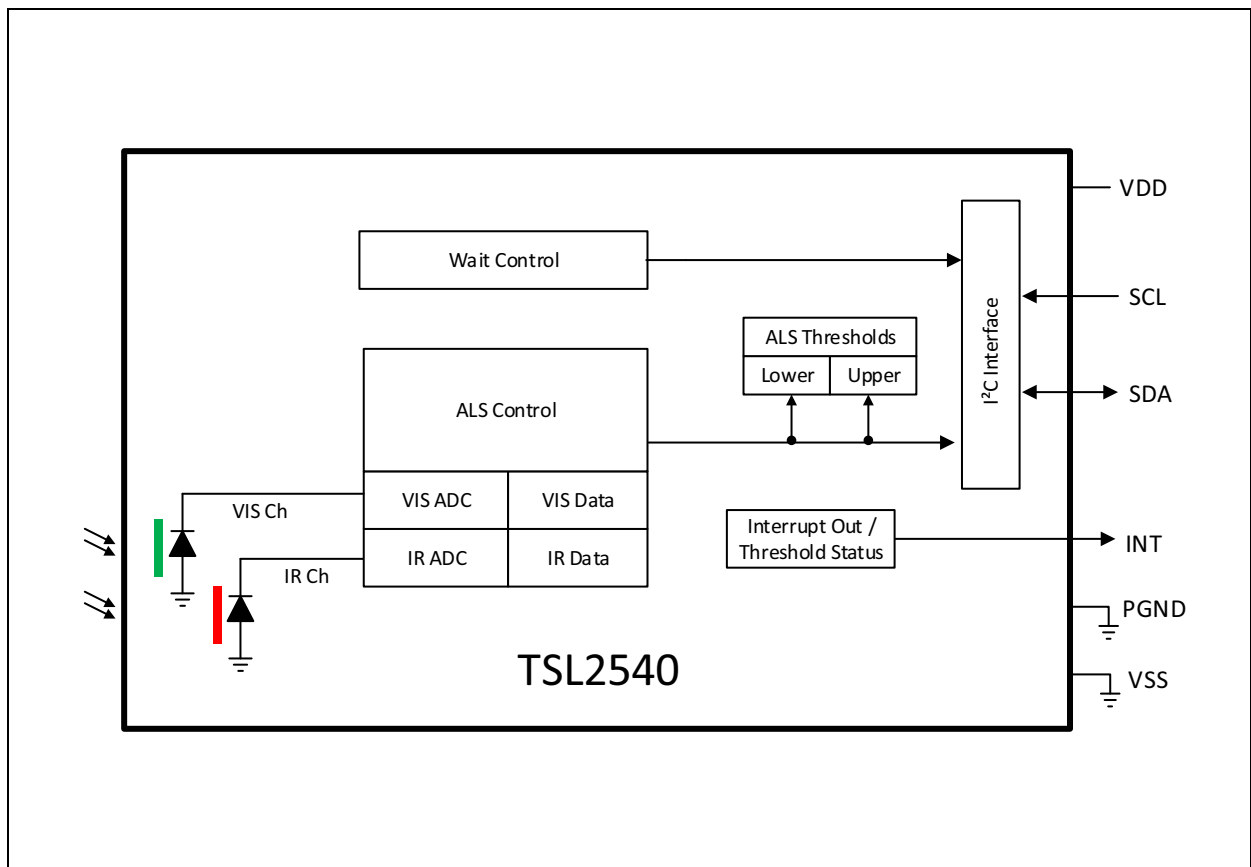 VDD
Wait Control
SCL
I²C Interface
ALS Thresholds
Lower
Upper
SDA
ALS Control
VIS Ch
VIS ADC
VIS Data
Interrupt Out /
Threshold Status
INT
IR Ch
IR ADC
IR Data
PGND
TSL2540
VSS